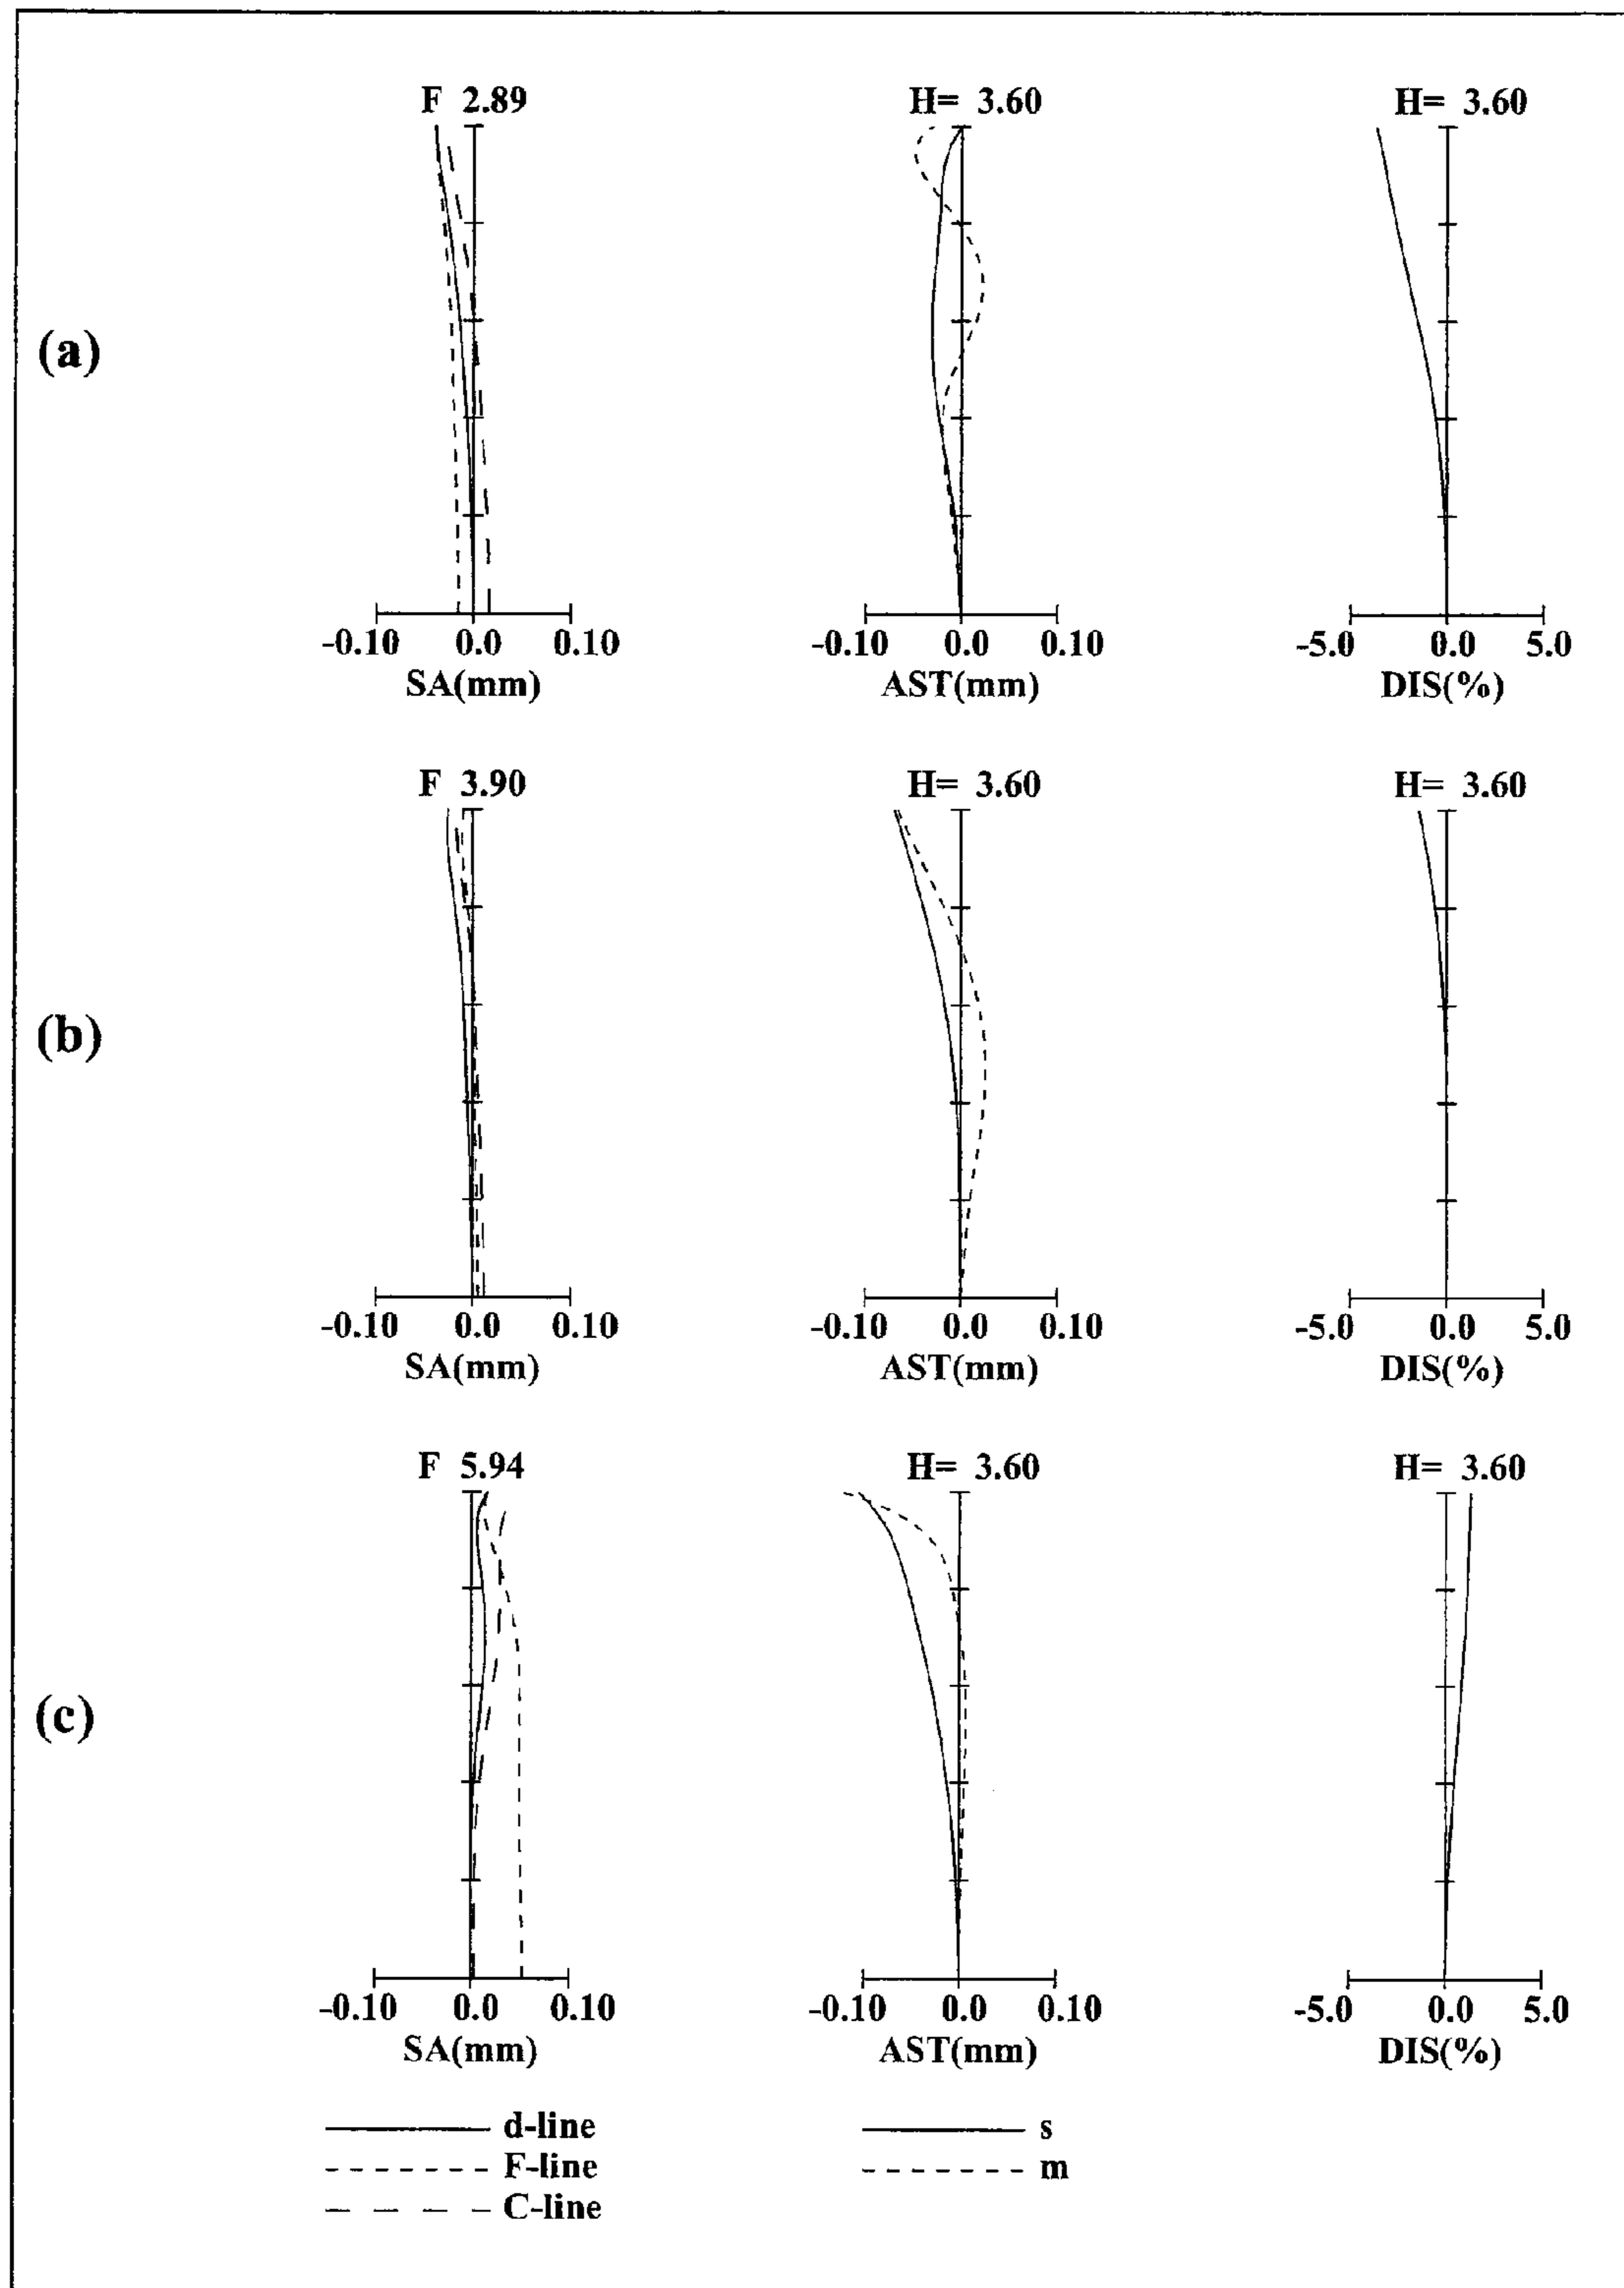 F 2.89 H= 3.60 H= 3.60
(a)
-0.10 0.0 0.10 -0.10 0.0 0.10 -5.0 0.0 5.0
SA(mm) AST(mm) DIS(%)
F 3.90 H= 3.60 H= 3.60
(b)
-0.10 0.0 0.10 -0.10 0.0 0.10 -5.0 0.0 5.0
SA(mm) AST(mm) DIS(%)
F 5.94 H= 3.60 H= 3.60
(c)
-0.10 0.0 0.10 -0.10 0.0 0.10 -5.0 0.0 5.0
SA(mm) AST(mm) DIS(%)
d-line s
F-line m
C-line